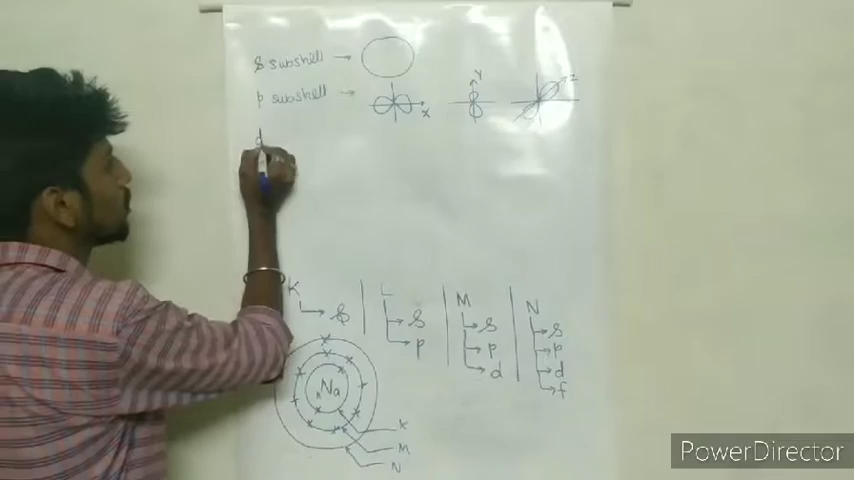 S subshell →
p subshell →
X
Y
Z
d
K
S
L
S
p
M
S
p
d
N
S
p
d
f
Na
K
M
N
PowerDirector